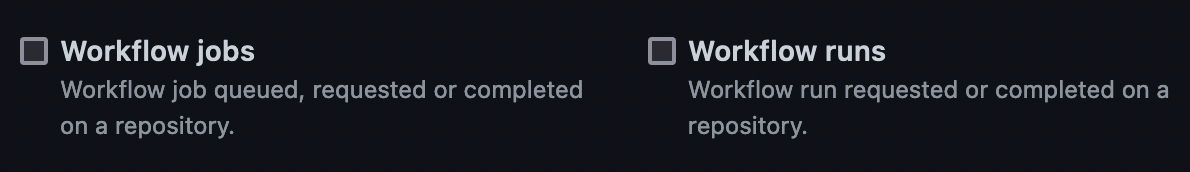 Workflow jobs
Workflow job queued, requested or completed
on a repository.
Workflow runs
Workflow run requested or completed on a
repository.